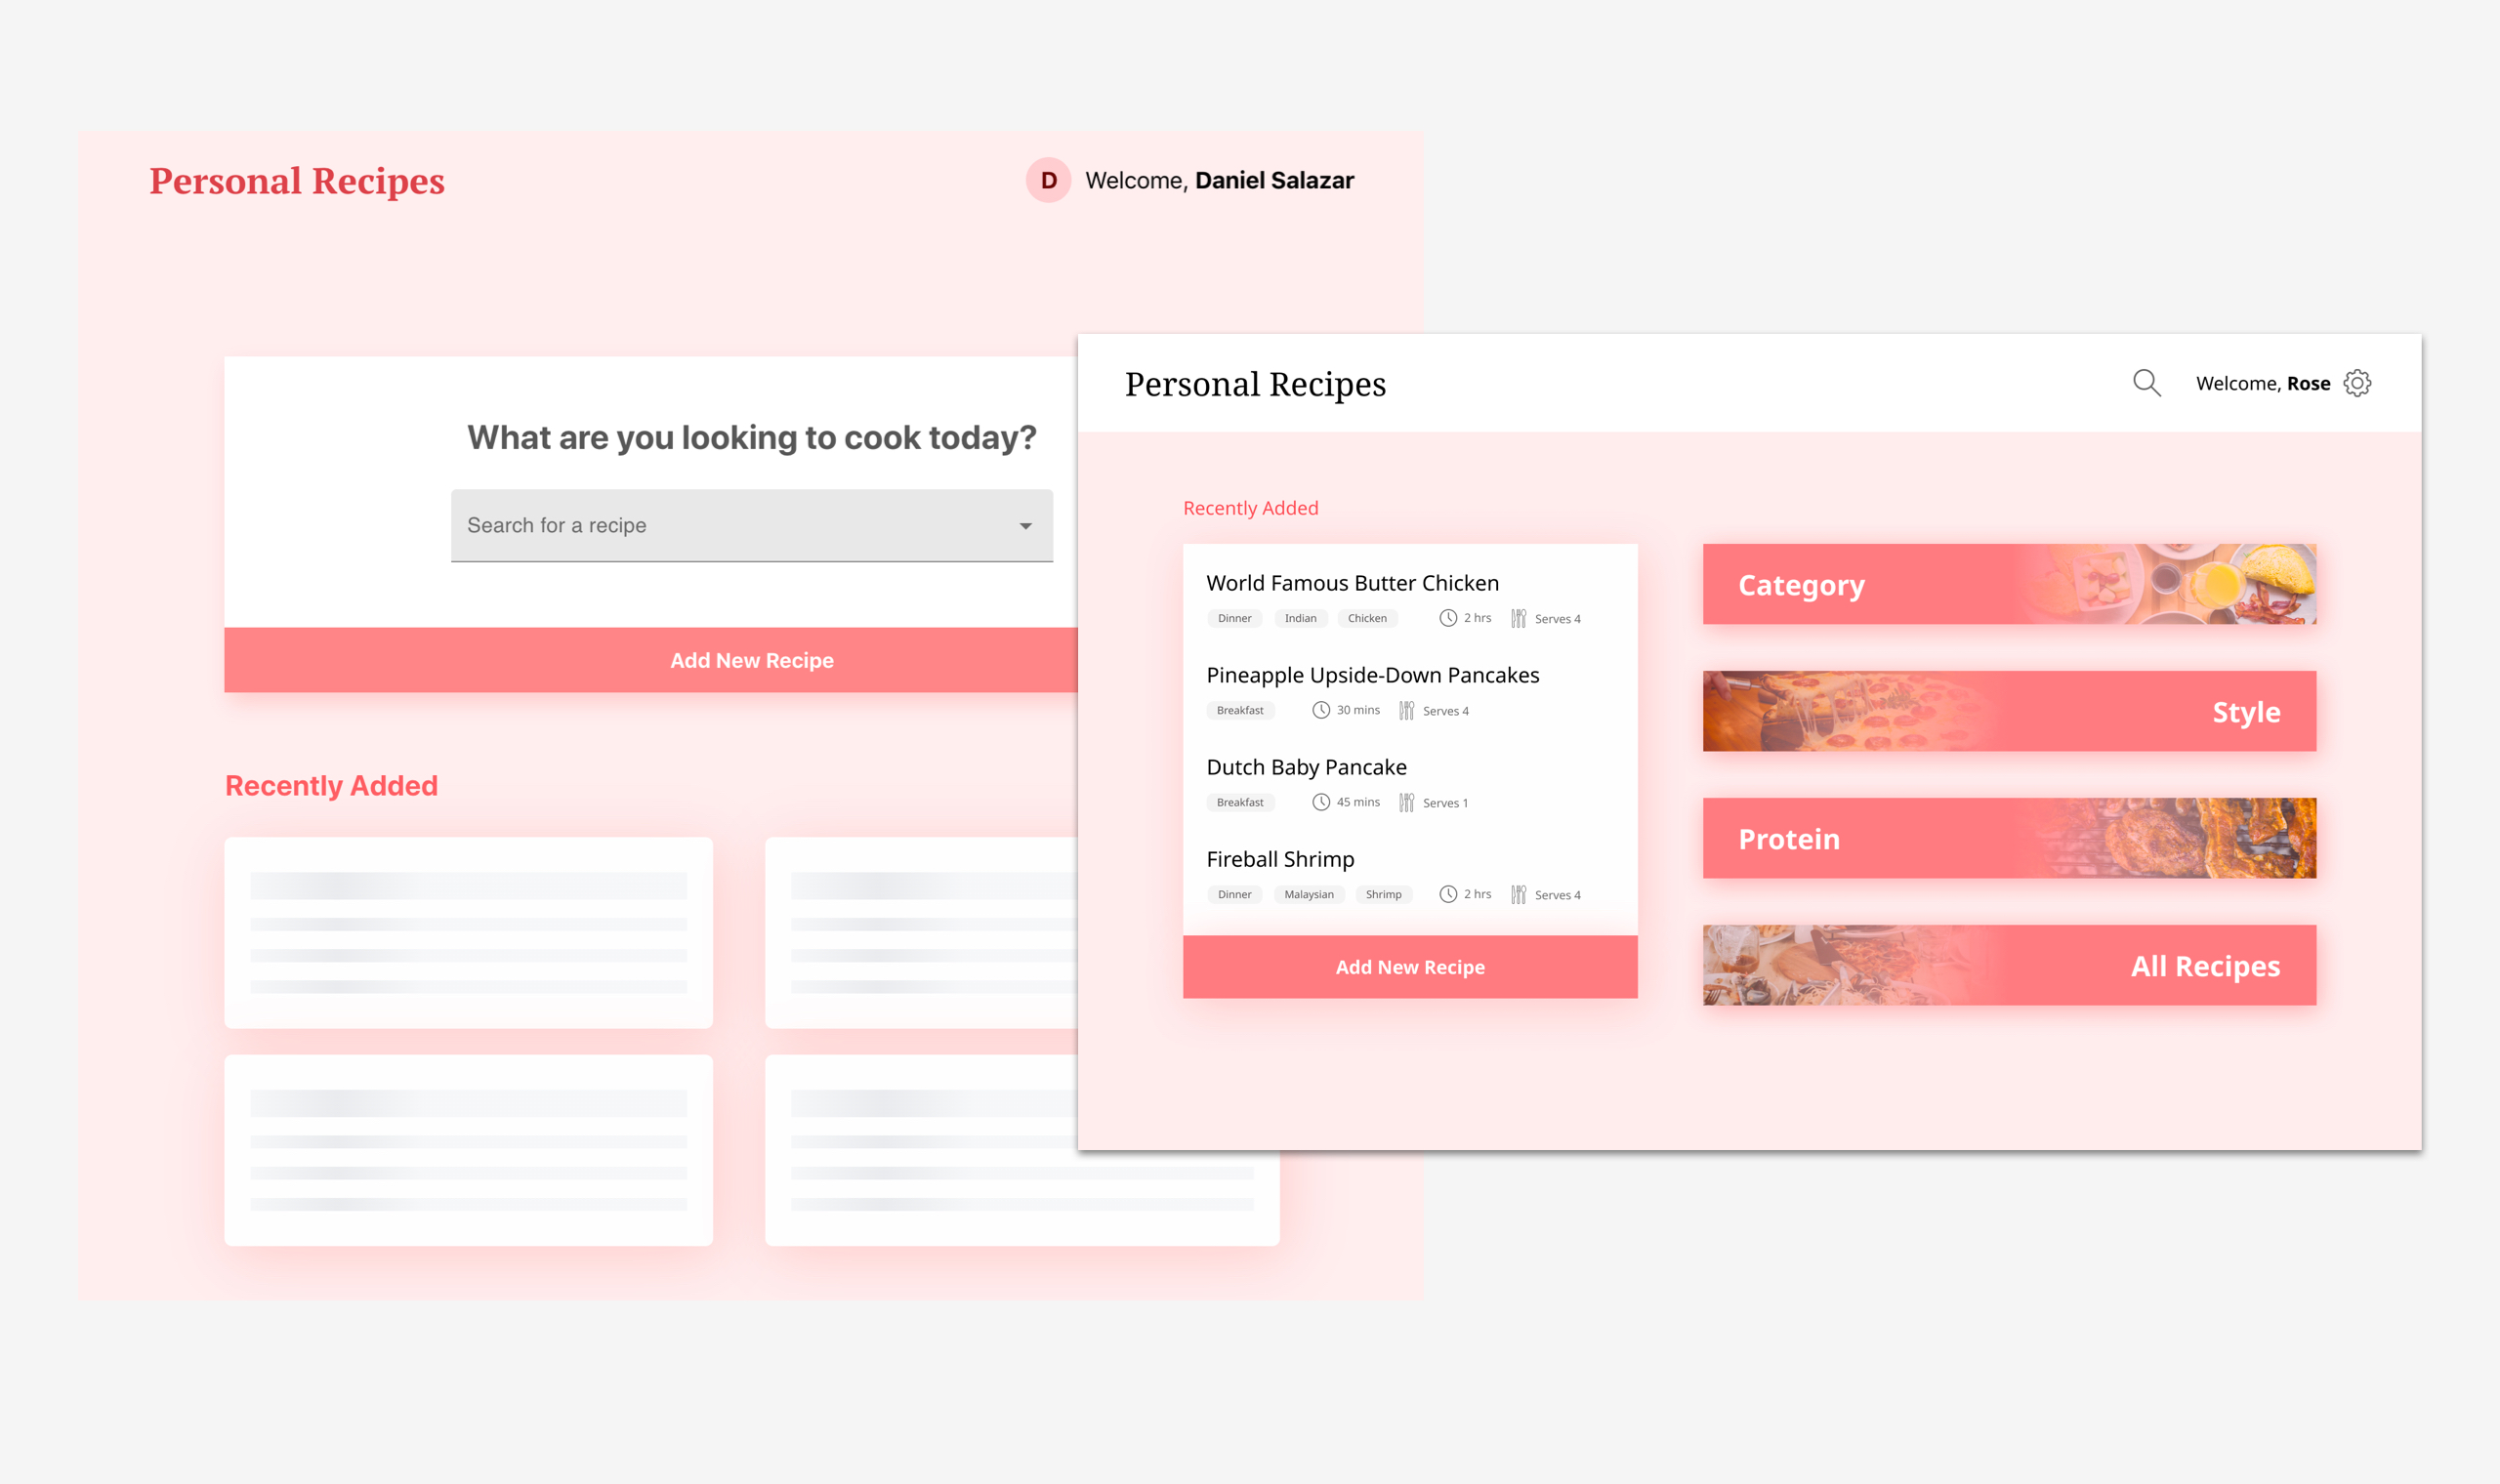 Personal Recipes
D Welcome, Daniel Salazar
What are you looking to cook today?
Search for a recipe
Add New Recipe
Recently Added
Personal Recipes
Welcome, Rose
Recently Added
World Famous Butter Chicken
Dinner Indian Chicken 2 hrs Serves 4
Pineapple Upside-Down Pancakes
Breakfast 30 mins Serves 4
Dutch Baby Pancake
Breakfast 45 mins Serves 1
Fireball Shrimp
Dinner Malaysian Shrimp 2 hrs Serves 4
Add New Recipe
Category
Style
Protein
All Recipes